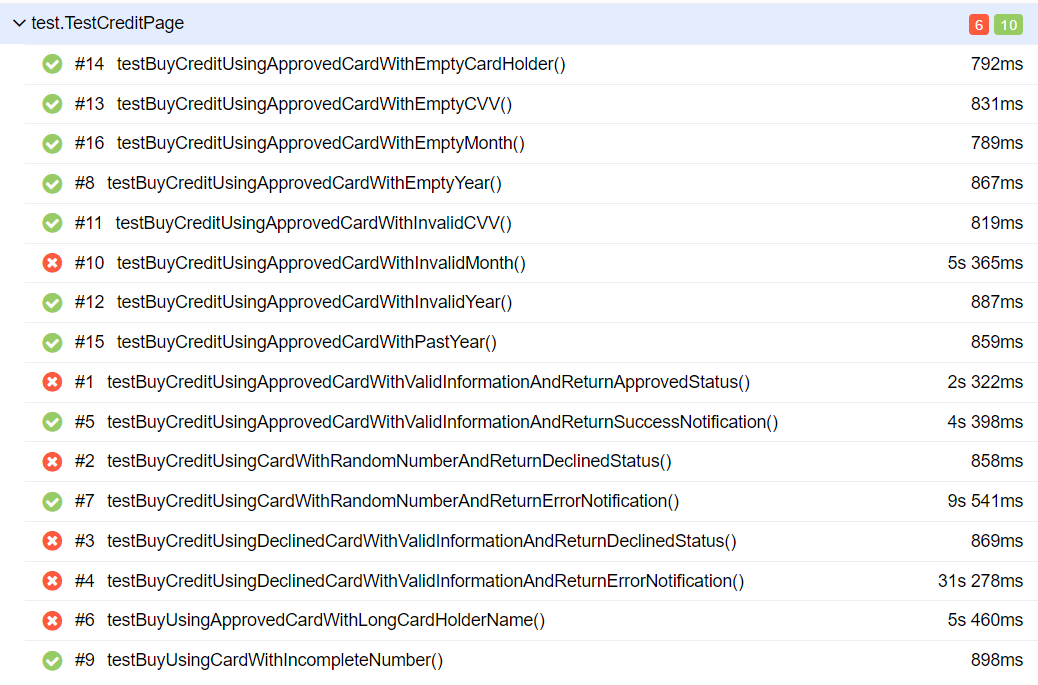 test.TestCreditPage 6 10
#14 testBuyCreditUsingApprovedCardWithEmptyCardHolder() 792ms
#13 testBuyCreditUsingApprovedCardWithEmptyCVV() 831ms
#16 testBuyCreditUsingApprovedCardWithEmptyMonth() 789ms
#8 testBuyCreditUsingApprovedCardWithEmptyYear() 867ms
#11 testBuyCreditUsingApprovedCardWithInvalidCVV() 819ms
#10 testBuyCreditUsingApprovedCardWithInvalidMonth() 5s 365ms
#12 testBuyCreditUsingApprovedCardWithInvalidYear() 887ms
#15 testBuyCreditUsingApprovedCardWithPastYear() 859ms
#1 testBuyCreditUsingApprovedCardWithValidInformationAndReturnApprovedStatus() 2s 322ms
#5 testBuyCreditUsingApprovedCardWithValidInformationAndReturnSuccessNotification() 4s 398ms
#2 testBuyCreditUsingCardWithRandomNumberAndReturnDeclinedStatus() 858ms
#7 testBuyCreditUsingCardWithRandomNumberAndReturnErrorNotification() 9s 541ms
#3 testBuyCreditUsingDeclinedCardWithValidInformationAndReturnDeclinedStatus() 869ms
#4 testBuyCreditUsingDeclinedCardWithValidInformationAndReturnErrorNotification() 31s 278ms
#6 testBuyUsingApprovedCardWithLongCardHolderName() 5s 460ms
#9 testBuyUsingCardWithIncompleteNumber() 898ms